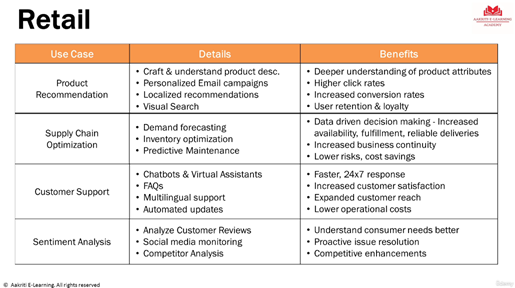 Retail
AAKRITI E-LEARNING
ACADEMY
Use Case
Details
Benefits
Product
Recommendation
• Craft & understand product desc.
• Personalized Email campaigns
• Localized recommendations
• Visual Search
• Deeper understanding of product attributes
• Higher click rates
• Increased conversion rates
• User retention & loyalty
Supply Chain
Optimization
• Demand forecasting
• Inventory optimization
• Predictive Maintenance
• Data driven decision making - Increased
availability, fulfillment, reliable deliveries
• Increased business continuity
• Lower risks, cost savings
Customer Support
• Chatbots & Virtual Assistants
• FAQs
• Multilingual support
• Automated updates
• Faster, 24x7 response
• Increased customer satisfaction
• Expanded customer reach
• Lower operational costs
Sentiment Analysis
• Analyze Customer Reviews
• Social media monitoring
• Competitor Analysis
• Understand consumer needs better
• Proactive issue resolution
• Competitive enhancements
© Aakriti E-Learning. All rights reserved
Udemy